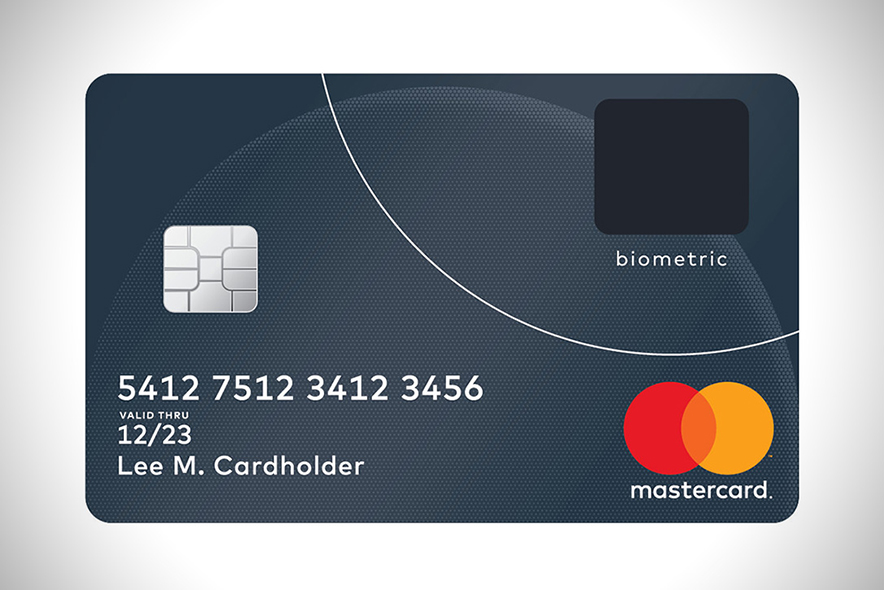 biometric
5412 7512 3412 3456
VALID THRU
12/23
Lee M. Cardholder
mastercard.